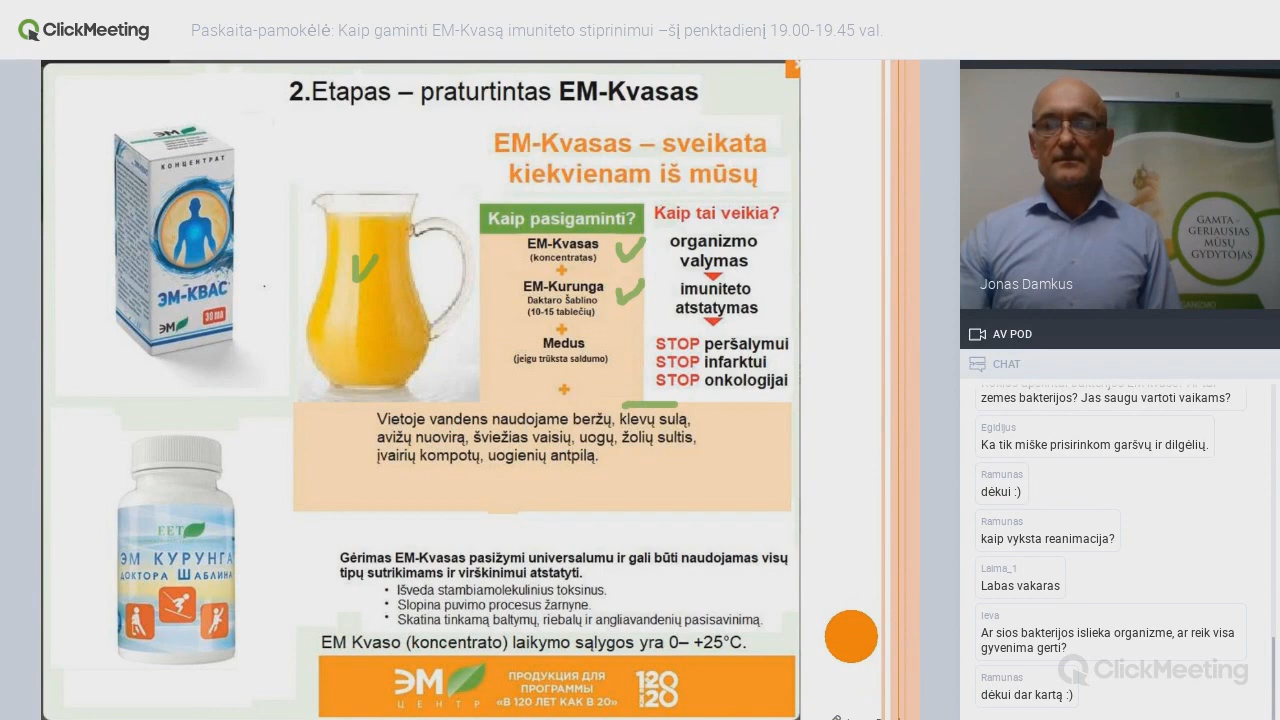 ClickMeeting
Paskaita-pamokėlė: Kaip gaminti EM-Kvasą imuniteto stiprinimui –šį penktadienį 19.00-19.45 val.
2.Etapas – praturtintas EM-Kvasas
ЭМ
КОНЦЕНТРАТ
ЭМ-КВАС
ЭМ
30 мл
EM-Kvasas – sveikata
kiekvienam iš mūsų
Kaip pasigaminti?
EM-Kvasas
(koncentratas)
EM-Kurunga
Daktaro Šablino
(10-15 tablečių)
Medus
(jeigu trūksta saldumo)
Kaip tai veikia?
organizmo
valymas
imuniteto
atstatymas
STOP peršalymui
STOP infarktui
STOP onkologijai
Vietoje vandens naudojame beržų, klevų sulą,
avižų nuovirą, šviežias vaisių, uogų, žolių sultis,
įvairių kompotų, uogienių antpilą.
ЕЕТ
ЭМ КУРУНГА
ДОКТОРА ШАБЛИНА
Gėrimas EM-Kvasas pasižymi universalumu ir gali būti naudojamas visų
tipų sutrikimams ir virškinimui atstatyti.
• Išveda stambiamolekulinius toksinus.
• Slopina puvimo procesus žarnyne.
• Skatina tinkamą baltymų, riebalų ir angliavandenių pasisavinimą.
EM Kvaso (koncentrato) laikymo sąlygos yra 0– +25°C.
ЭМ
ЦЕНТР
ПРОДУКЦИЯ ДЛЯ
ПРОГРАММЫ
«В 120 ЛЕТ КАК В 20»
120
120
GAMTA -
GERIAUSIAS
MŪSŲ
GYDYTOJAS
Jonas Damkus
AV POD
CHAT
zemes bakterijos? Jas saugu vartoti vaikams?
Egidijus
Ka tik miške prisirinkom garšvų ir dilgėlių.
Ramunas
dėkui :)
Ramunas
kaip vyksta reanimacija?
Laima_1
Labas vakaras
Ieva
Ar sios bakterijos islieka organizme, ar reik visa
gyvenima gerti?
Ramunas
dėkui dar kartą :)
ClickMeeting